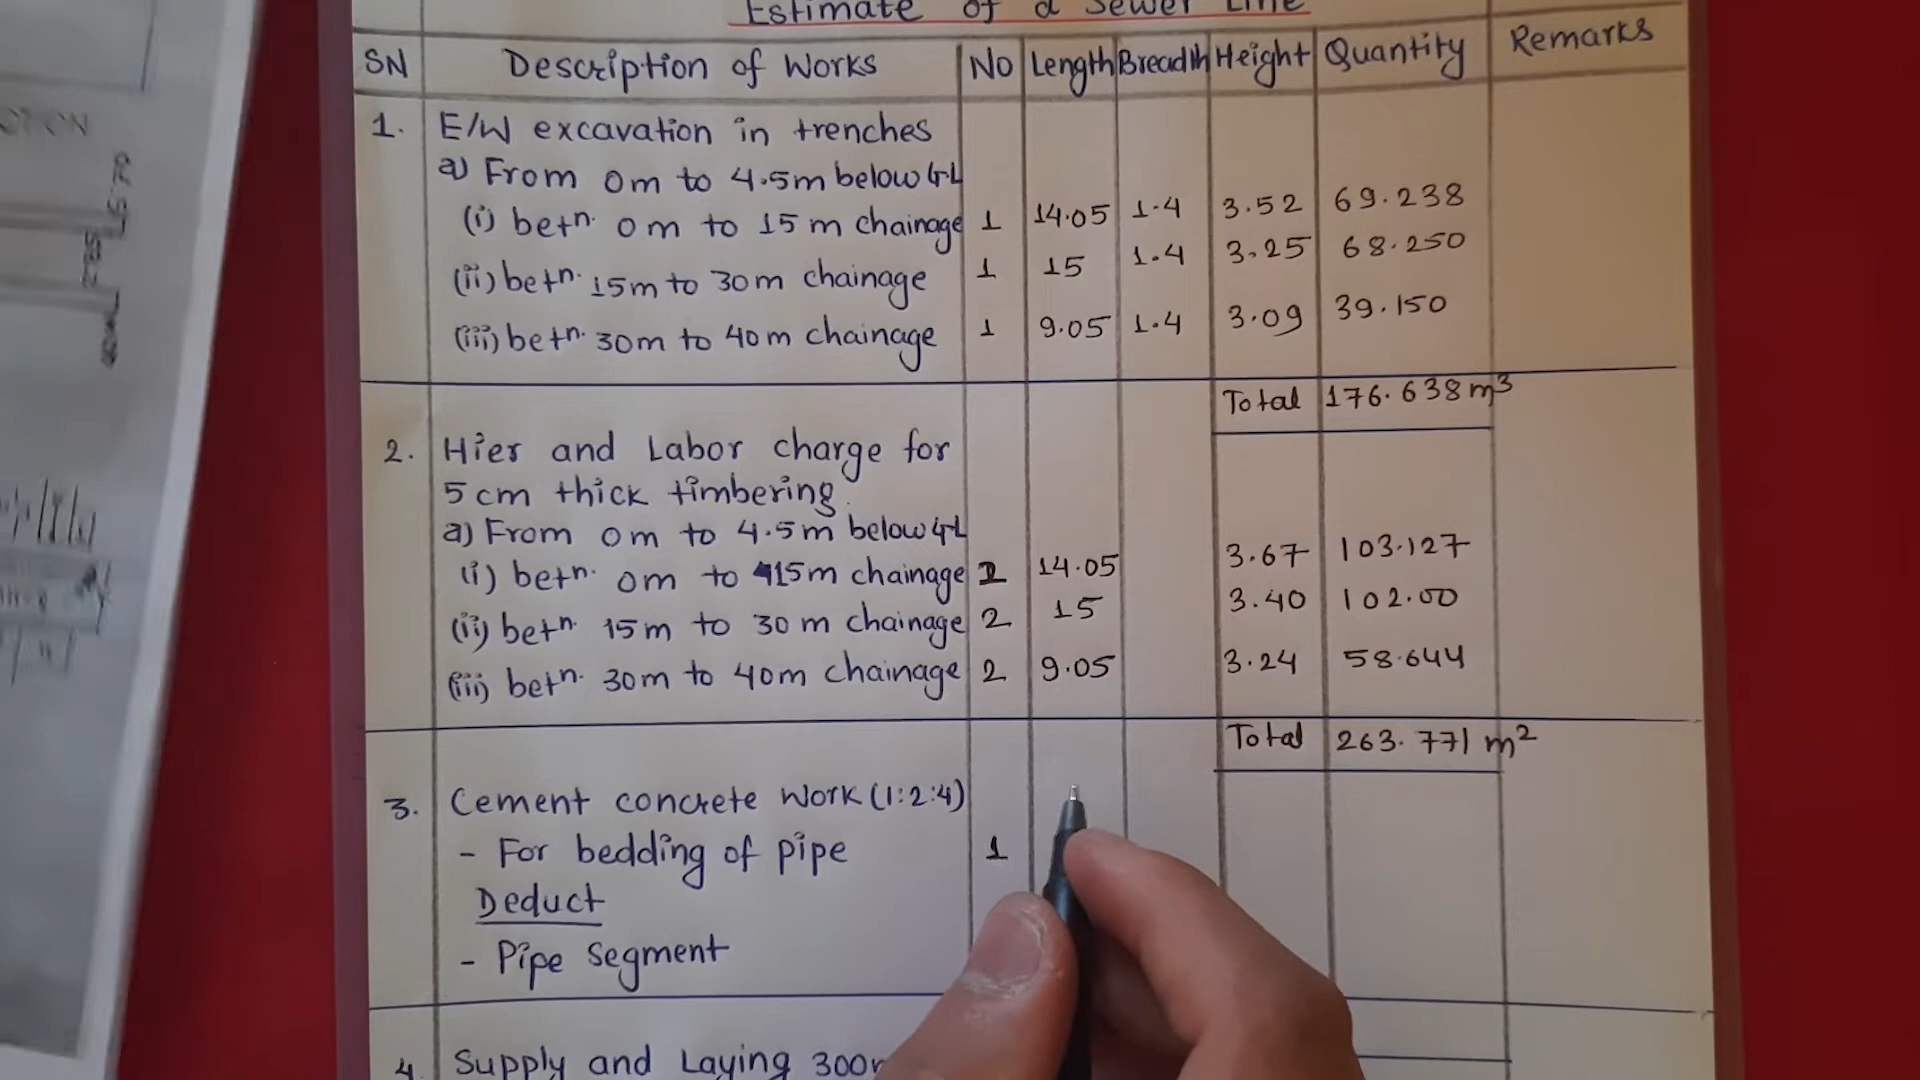 Estimate of a Sewer Line
SN Description of Works No Length Breadth Height Quantity Remarks
1. E/W excavation in trenches
a) From 0m to 4.5m below GL
(i) betn. 0m to 15m chainage 1 14.05 1.4 3.52 69.238
(ii) betn. 15m to 30m chainage 1 15 1.4 3.25 68.250
(iii) betn. 30m to 40m chainage 1 9.05 1.4 3.09 39.150
Total 176.638 m³
2. Hier and Labor charge for
5cm thick timbering.
a) From 0m to 4.5m below GL
(i) betn. 0m to 15m chainage 2 14.05 3.67 103.127
(ii) betn. 15m to 30m chainage 2 15 3.40 102.00
(iii) betn. 30m to 40m chainage 2 9.05 3.24 58.644
Total 263.771 m²
3. Cement concrete Work (1:2:4)
- For bedding of pipe 1
Deduct
- Pipe Segment
4. Supply and Laying